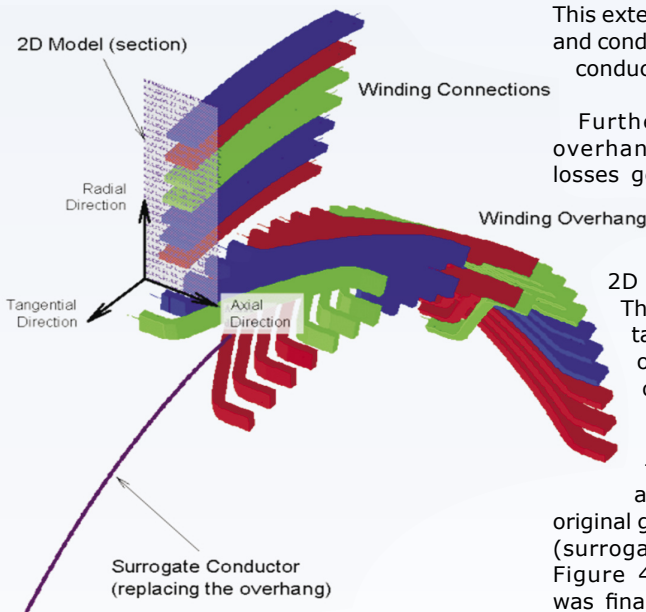 2D Model (section)
Winding Connections
Radial
Direction
Winding Overhang
Tangential
Direction
Axial
Direction
Surrogate Conductor
(replacing the overhang)
This exte
and cond
conduc
Furthe
overhan
losses ge
2D
Th
ta
o
a
original g
(surroga
Figure 4
was fina